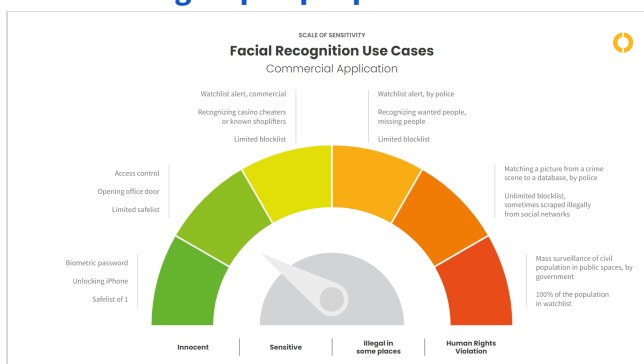 SCALE OF SENSITIVITY
Facial Recognition Use Cases
Commercial Application
Watchlist alert, commercial
Recognizing casino cheaters
or known shoplifters
Limited blocklist
Watchlist alert, by police
Recognizing wanted people,
missing people
Limited blocklist
Access control
Opening office door
Limited safelist
Matching a picture from a crime
scene to a database, by police
Unlimited blocklist,
sometimes scraped illegally
from social networks
Biometric password
Unlocking iPhone
Safelist of 1
Mass surveillance of civil
population in public spaces, by
government
100% of the population
in watchlist
Innocent
Sensitive
Illegal in
some places
Human Rights
Violation